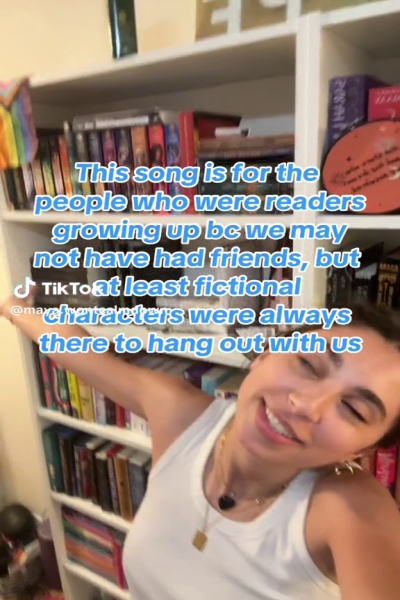 This song is for the
people who were readers
growing up bc we may
not have had friends, but
at least fictional
characters were always
there to hang out with us
TikTok